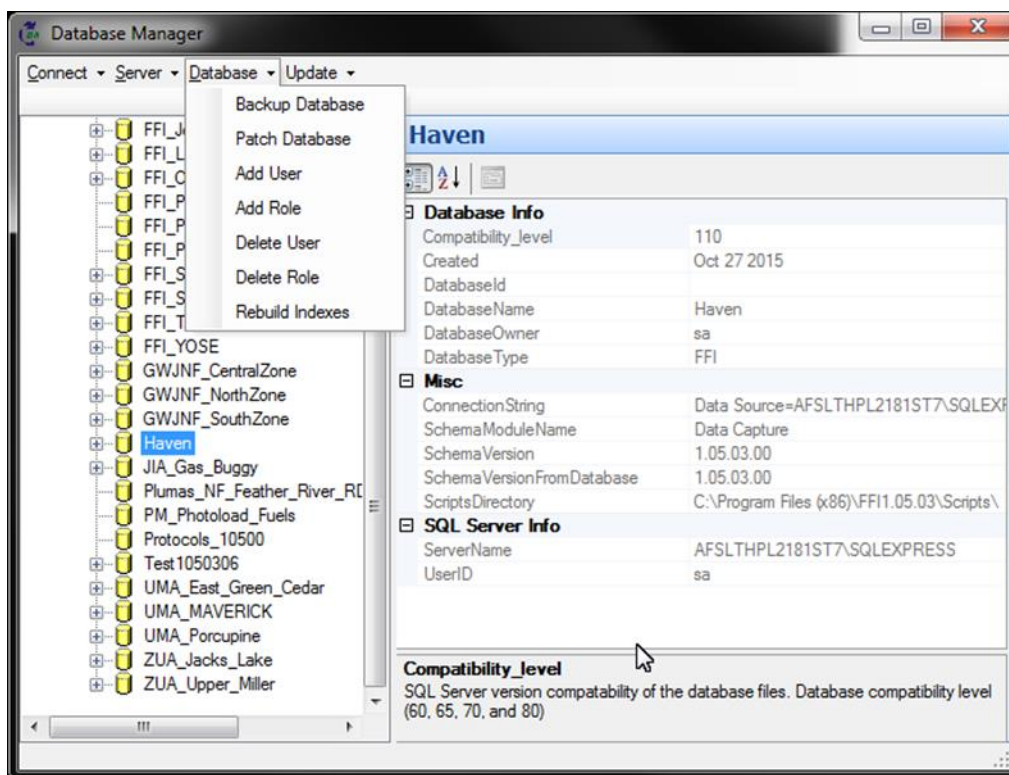 Database Manager
Connect Server Database Update
Backup Database
Patch Database
Add User
Add Role
Delete User
Delete Role
Rebuild Indexes
FFI_J
FFI_L
FFI_O
FFI_P
FFI_P
FFI_P
FFI_S
FFI_S
FFI_T
FFI_YOSE
GWJNF_CentralZone
GWJNF_NorthZone
GWJNF_SouthZone
Haven
JIA_Gas_Buggy
Plumas_NF_Feather_River_RD
PM_Photoload_Fuels
Protocols_10500
Test1050306
UMA_East_Green_Cedar
UMA_MAVERICK
UMA_Porcupine
ZUA_Jacks_Lake
ZUA_Upper_Miller
Haven
Database Info
Compatibility_level 110
Created Oct 27 2015
DatabaseId
DatabaseName Haven
DatabaseOwner sa
DatabaseType FFI
Misc
ConnectionString Data Source=AFSLTHPL2181ST7\SQLEXP
SchemaModuleName Data Capture
SchemaVersion 1.05.03.00
SchemaVersionFromDatabase 1.05.03.00
ScriptsDirectory C:\Program Files (x86)\FFI1.05.03\Scripts\
SQL Server Info
ServerName AFSLTHPL2181ST7\SQLEXPRESS
UserID sa
Compatibility_level
SQL Server version compatability of the database files. Database compatibility level
(60, 65, 70, and 80)